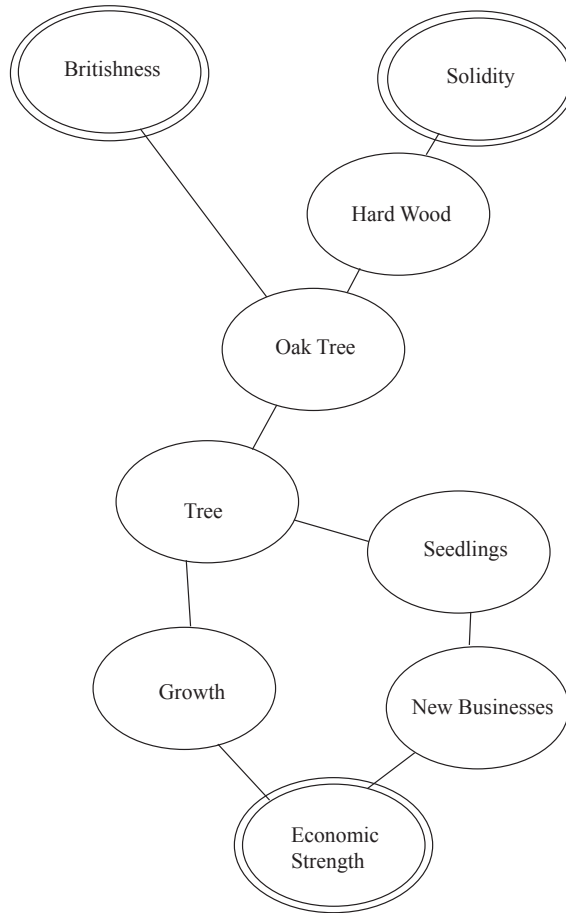 Britishness
Solidity
Hard Wood
Oak Tree
Tree
Seedlings
Growth
New Businesses
Economic
Strength